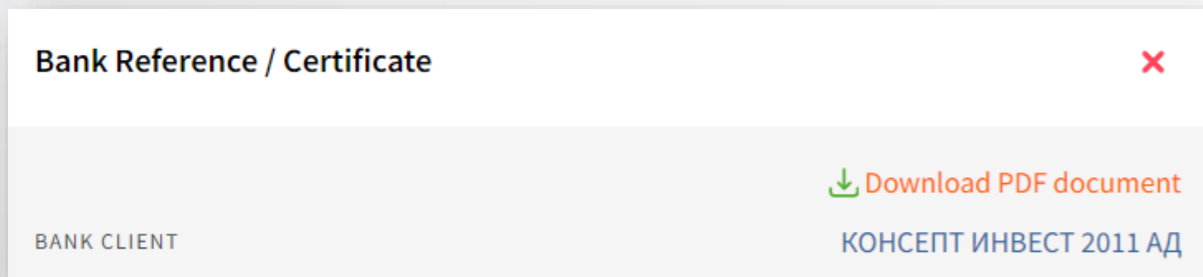 Bank Reference / Certificate
Download PDF document
BANK CLIENT КОНСЕПТ ИНВЕСТ 2011 АД